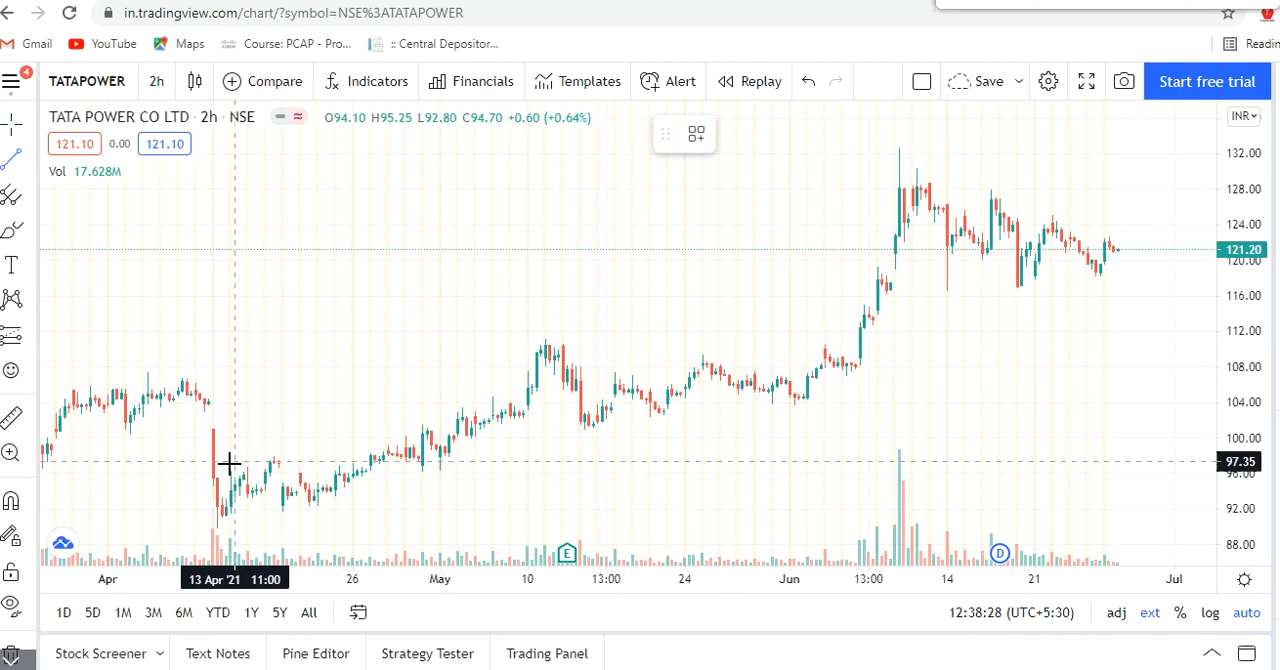 in.tradingview.com/chart/?symbol=NSE%3ATATAPOWER
Gmail YouTube Maps Course: PCAP - Pro... :: Central Depositor... Readin
4
TATAPOWER 2h Compare Indicators Financials Templates Alert Replay Save Start free trial
TATA POWER CO LTD · 2h · NSE O94.10 H95.25 L92.80 C94.70 +0.60 (+0.64%) INR
121.10 0.00 121.10
Vol 17.628M
132.00
128.00
124.00
121.20
120.00
116.00
112.00
108.00
104.00
100.00
97.35
96.00
92.00
88.00
E D
Apr 13 Apr '21 11:00 26 May 10 13:00 24 Jun 13:00 14 21 Jul
1D 5D 1M 3M 6M YTD 1Y 5Y All 12:38:28 (UTC+5:30) adj ext % log auto
Stock Screener Text Notes Pine Editor Strategy Tester Trading Panel